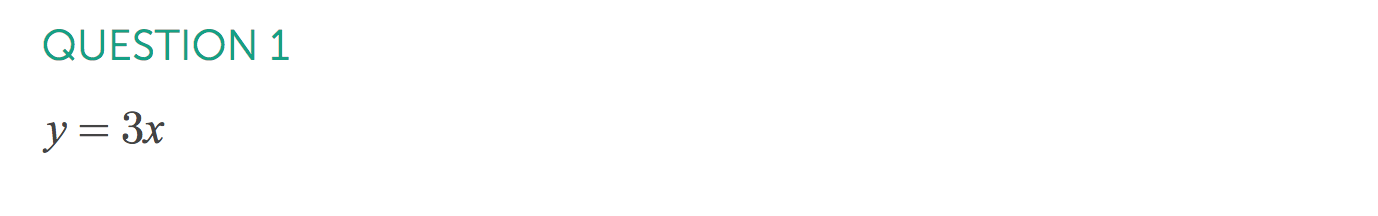 QUESTION 1
y = 3x